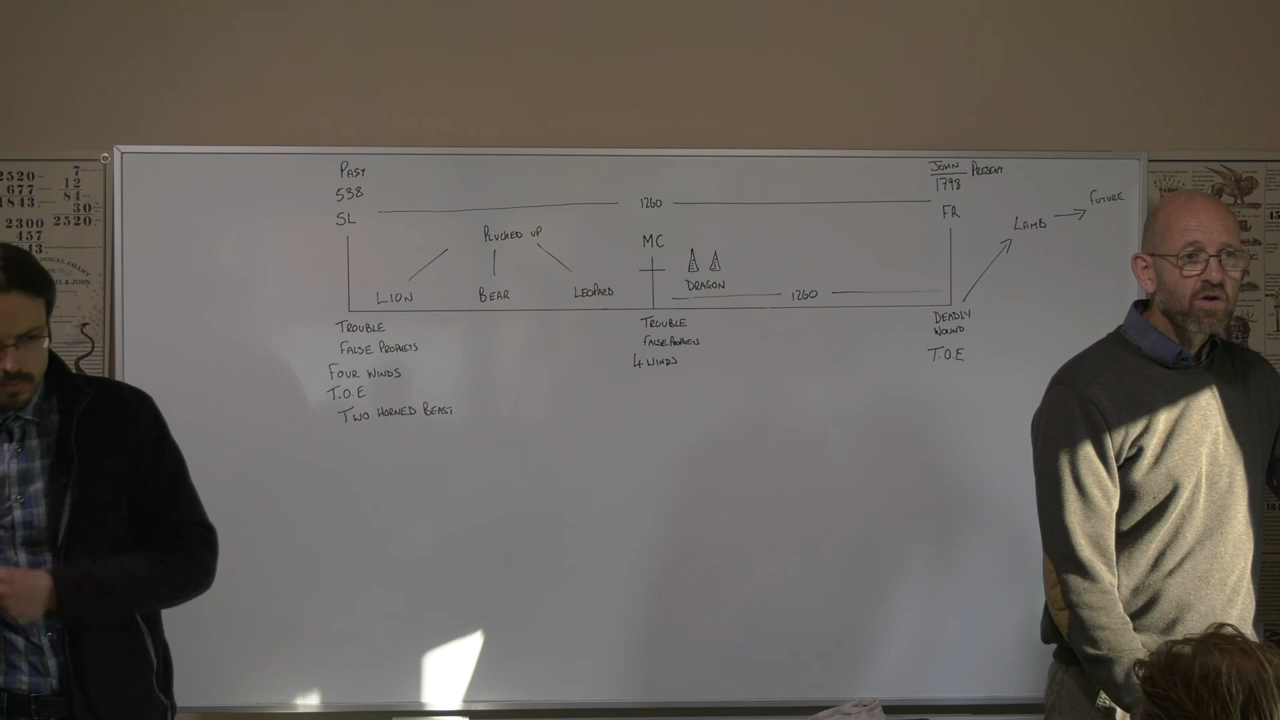 PAST
538
SL
1260
JOHN PRESENT
1798
FR
LAMB
FUTURE
PLUCKED UP
MC
LION
BEAR
LEOPARD
DRAGON
1260
TROUBLE
FALSE PROPHETS
FOUR WINDS
T.O.E
TWO HORNED BEAST
TROUBLE
FALSE PROPHETS
4 WINDS
DEADLY
WOUND
T.O.E
2520 7
677 12
1843 84
30
2300 2520
457